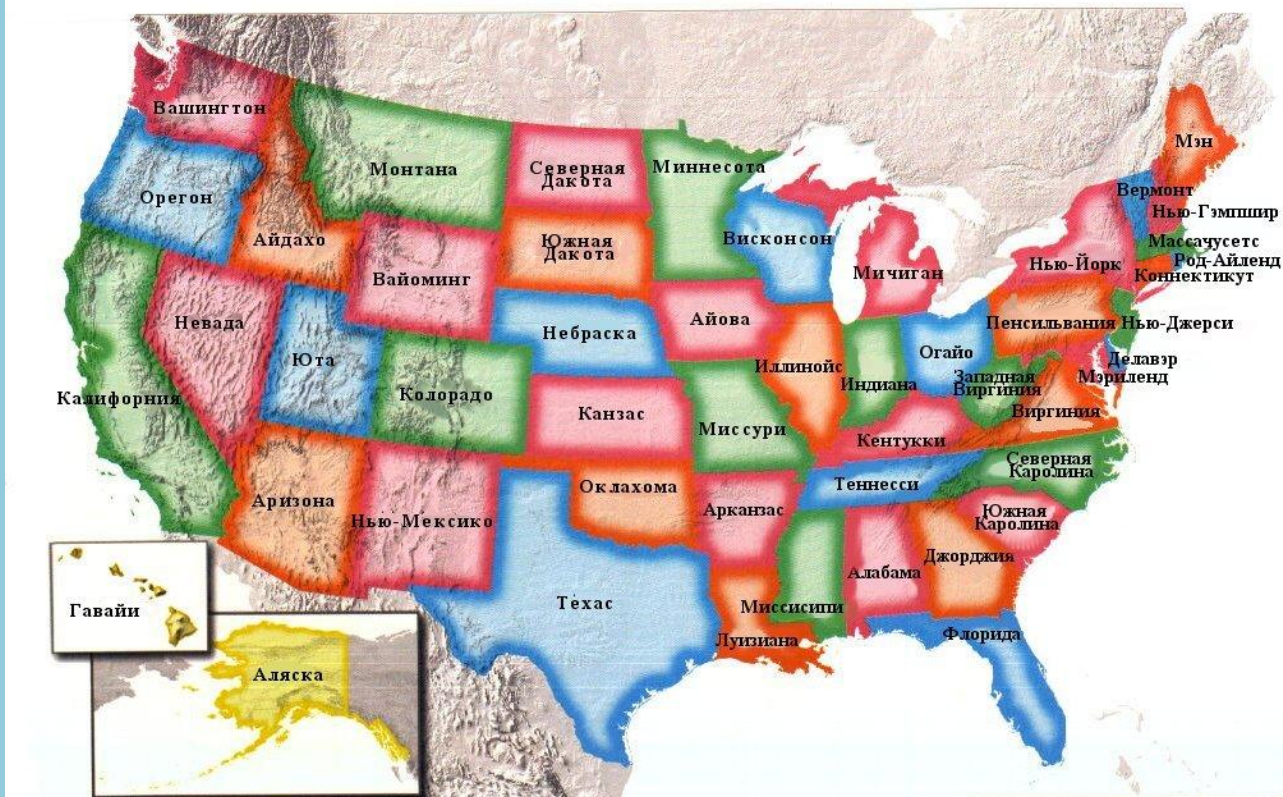 Вашингтон
Монтана
Северная
Дакота
Миннесота
Мэн
Орегон
Айдахо
Вермонт
Нью-Гэмпшир
Южная
Дакота
Висконсон
Массачусетс
Род-Айленд
Коннектикут
Вайоминг
Мичиган
Нью-Йорк
Невада
Небраска
Айова
Пенсильвания
Нью-Джерси
Юта
Иллинойс
Индиана
Огайо
Делавэр
Мэриленд
Западная
Виргиния
Калифорния
Колорадо
Канзас
Миссури
Кентукки
Виргиния
Северная
Каролина
Аризона
Нью-Мексико
Оклахома
Арканзас
Теннесси
Южная
Каролина
Джорджия
Алабама
Гавайи
Техас
Миссисипи
Луизиана
Флорида
Аляска